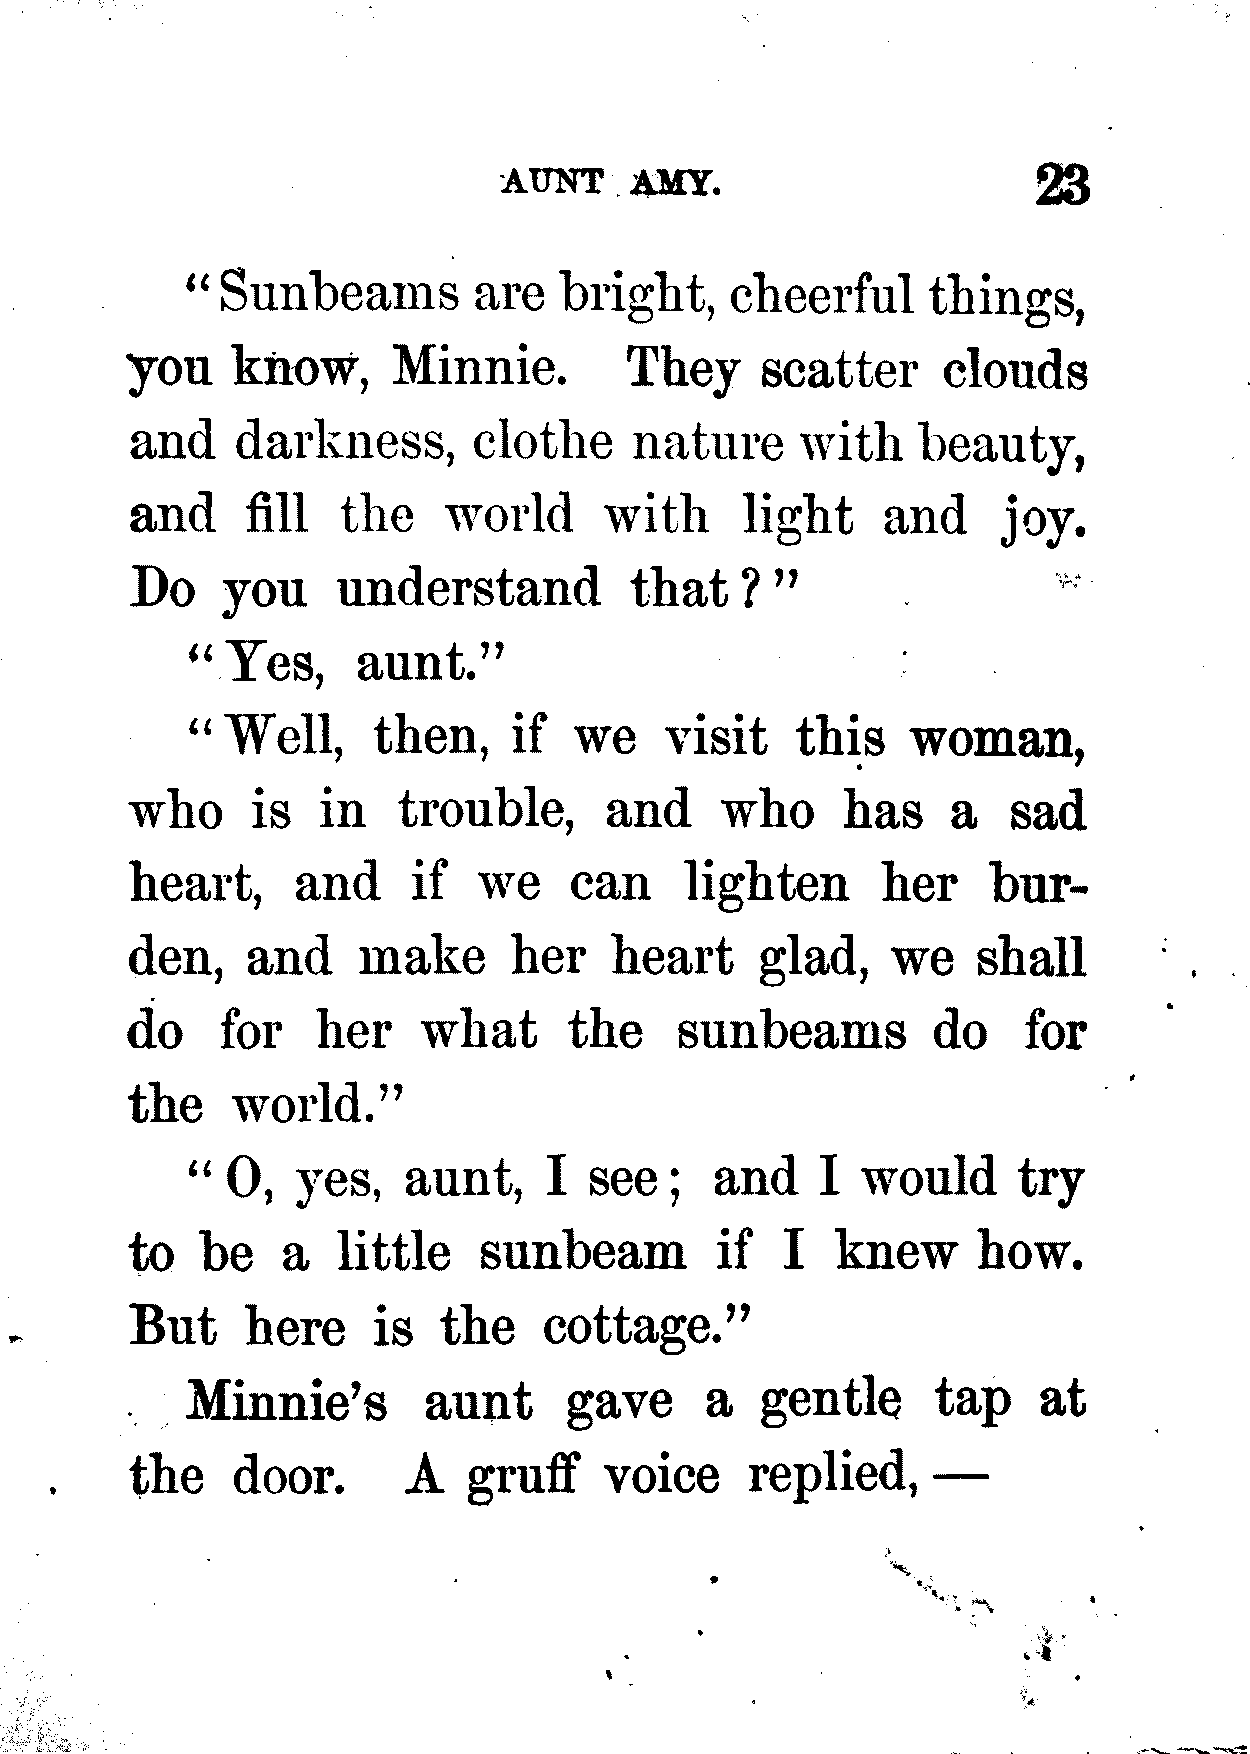 AUNT AMY. 23
"Sunbeams are bright, cheerful things,
you know, Minnie. They scatter clouds
and darkness, clothe nature with beauty,
and fill the world with light and joy.
Do you understand that?"
"Yes, aunt."
"Well, then, if we visit this woman,
who is in trouble, and who has a sad
heart, and if we can lighten her bur-
den, and make her heart glad, we shall
do for her what the sunbeams do for
the world."
"O, yes, aunt, I see; and I would try
to be a little sunbeam if I knew how.
But here is the cottage."
Minnie's aunt gave a gentle tap at
the door. A gruff voice replied,—